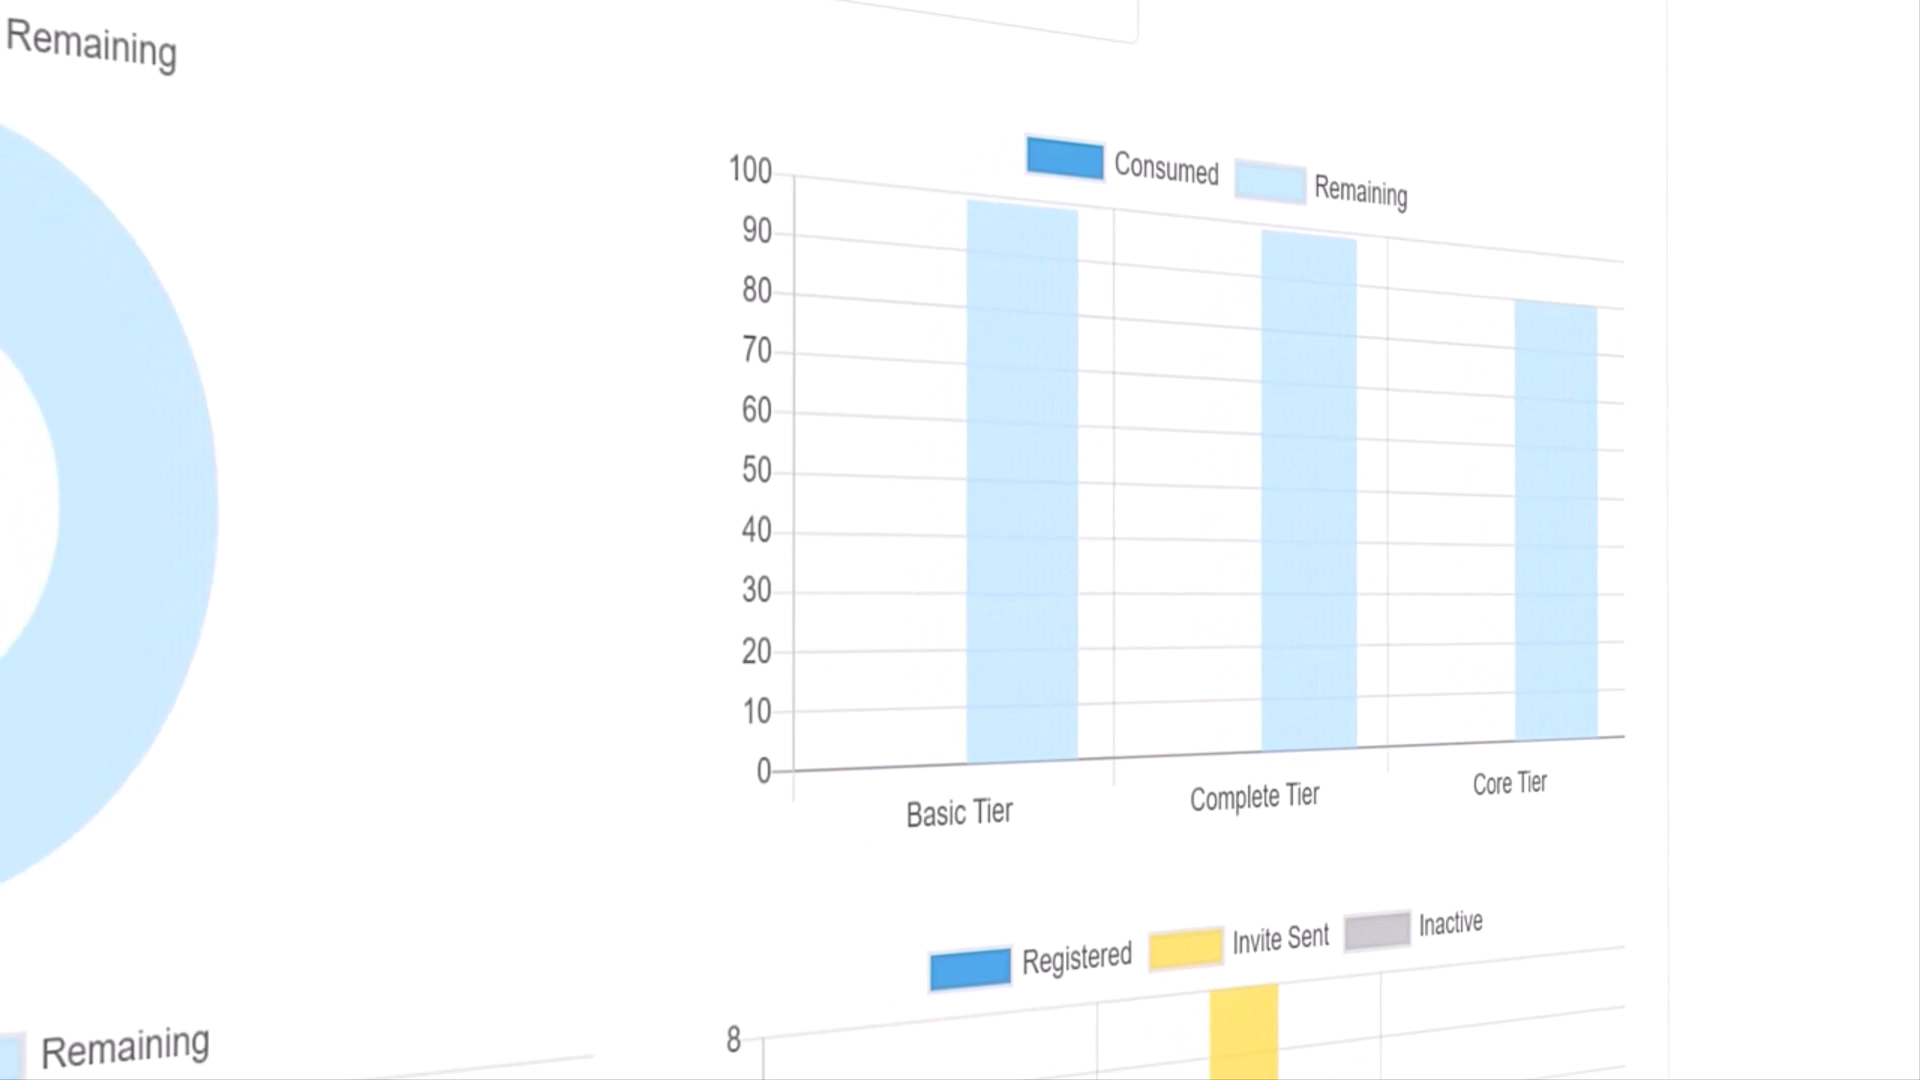 Remaining
Consumed Remaining
100
90
80
70
60
50
40
30
20
10
0
Basic Tier Complete Tier Core Tier
Registered Invite Sent Inactive
8
Remaining